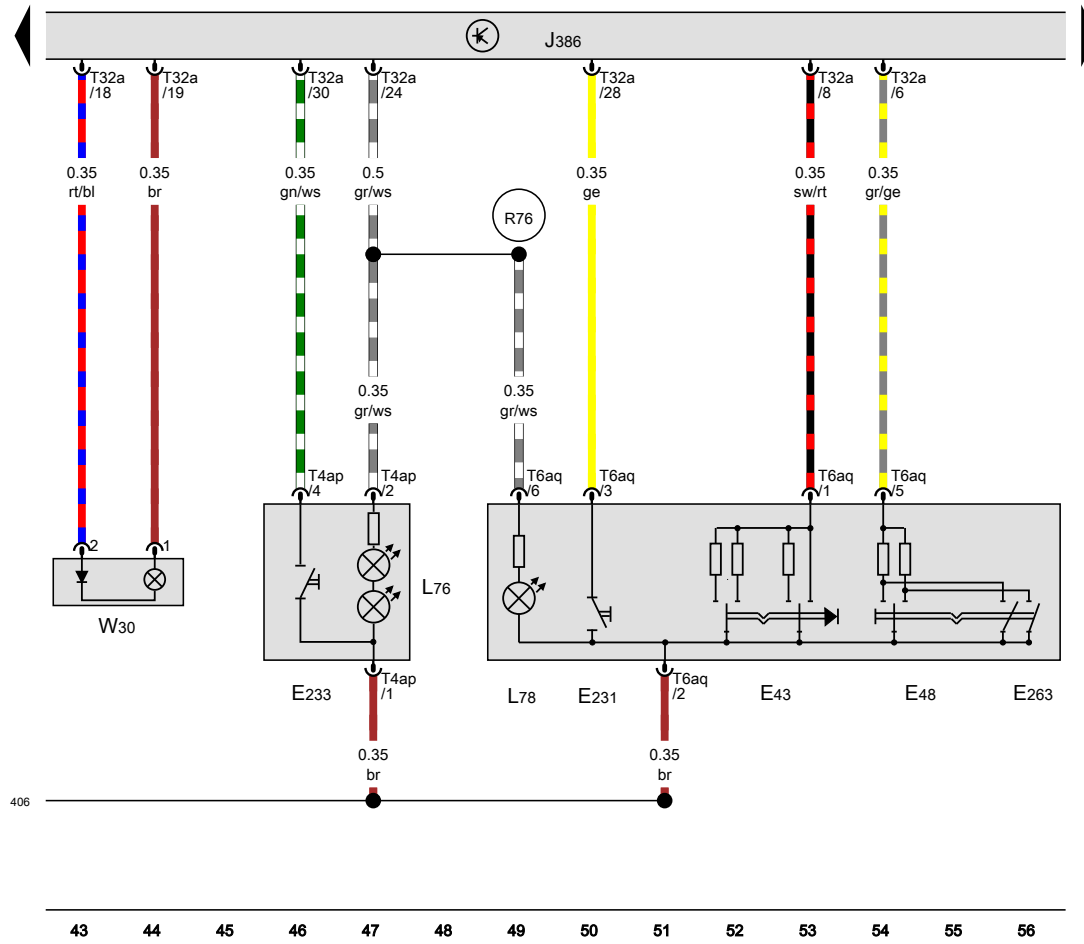 J386
T32a T32a T32a T32a T32a T32a T32a
/18 /19 /30 /24 /28 /8 /6
0.35 0.35 0.35 0.5 0.35 0.35 0.35
rt/bl br gn/ws gr/ws ge sw/rt gr/ge
R76
0.35 0.35
gr/ws gr/ws
T4ap T4ap T6aq T6aq T6aq T6aq
/4 /2 /6 /3 /1 /5
2 1
L76
W30
T4ap T6aq
/1 /2
E233 L78 E231 E43 E48 E263
0.35 0.35
br br
406
43 44 45 46 47 48 49 50 51 52 53 54 55 56